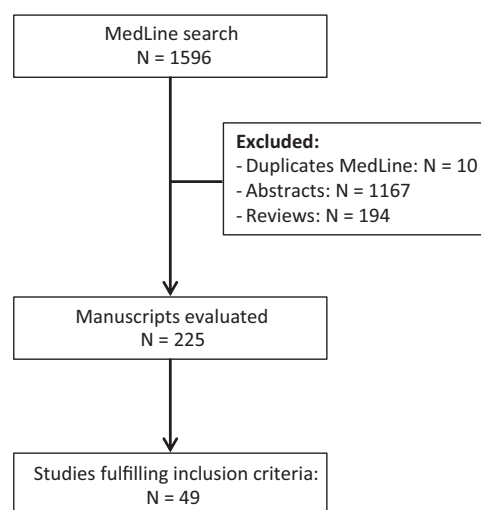 MedLine search
N = 1596
Excluded:
- Duplicates MedLine: N = 10
- Abstracts: N = 1167
- Reviews: N = 194
Manuscripts evaluated
N = 225
Studies fulfilling inclusion criteria:
N = 49